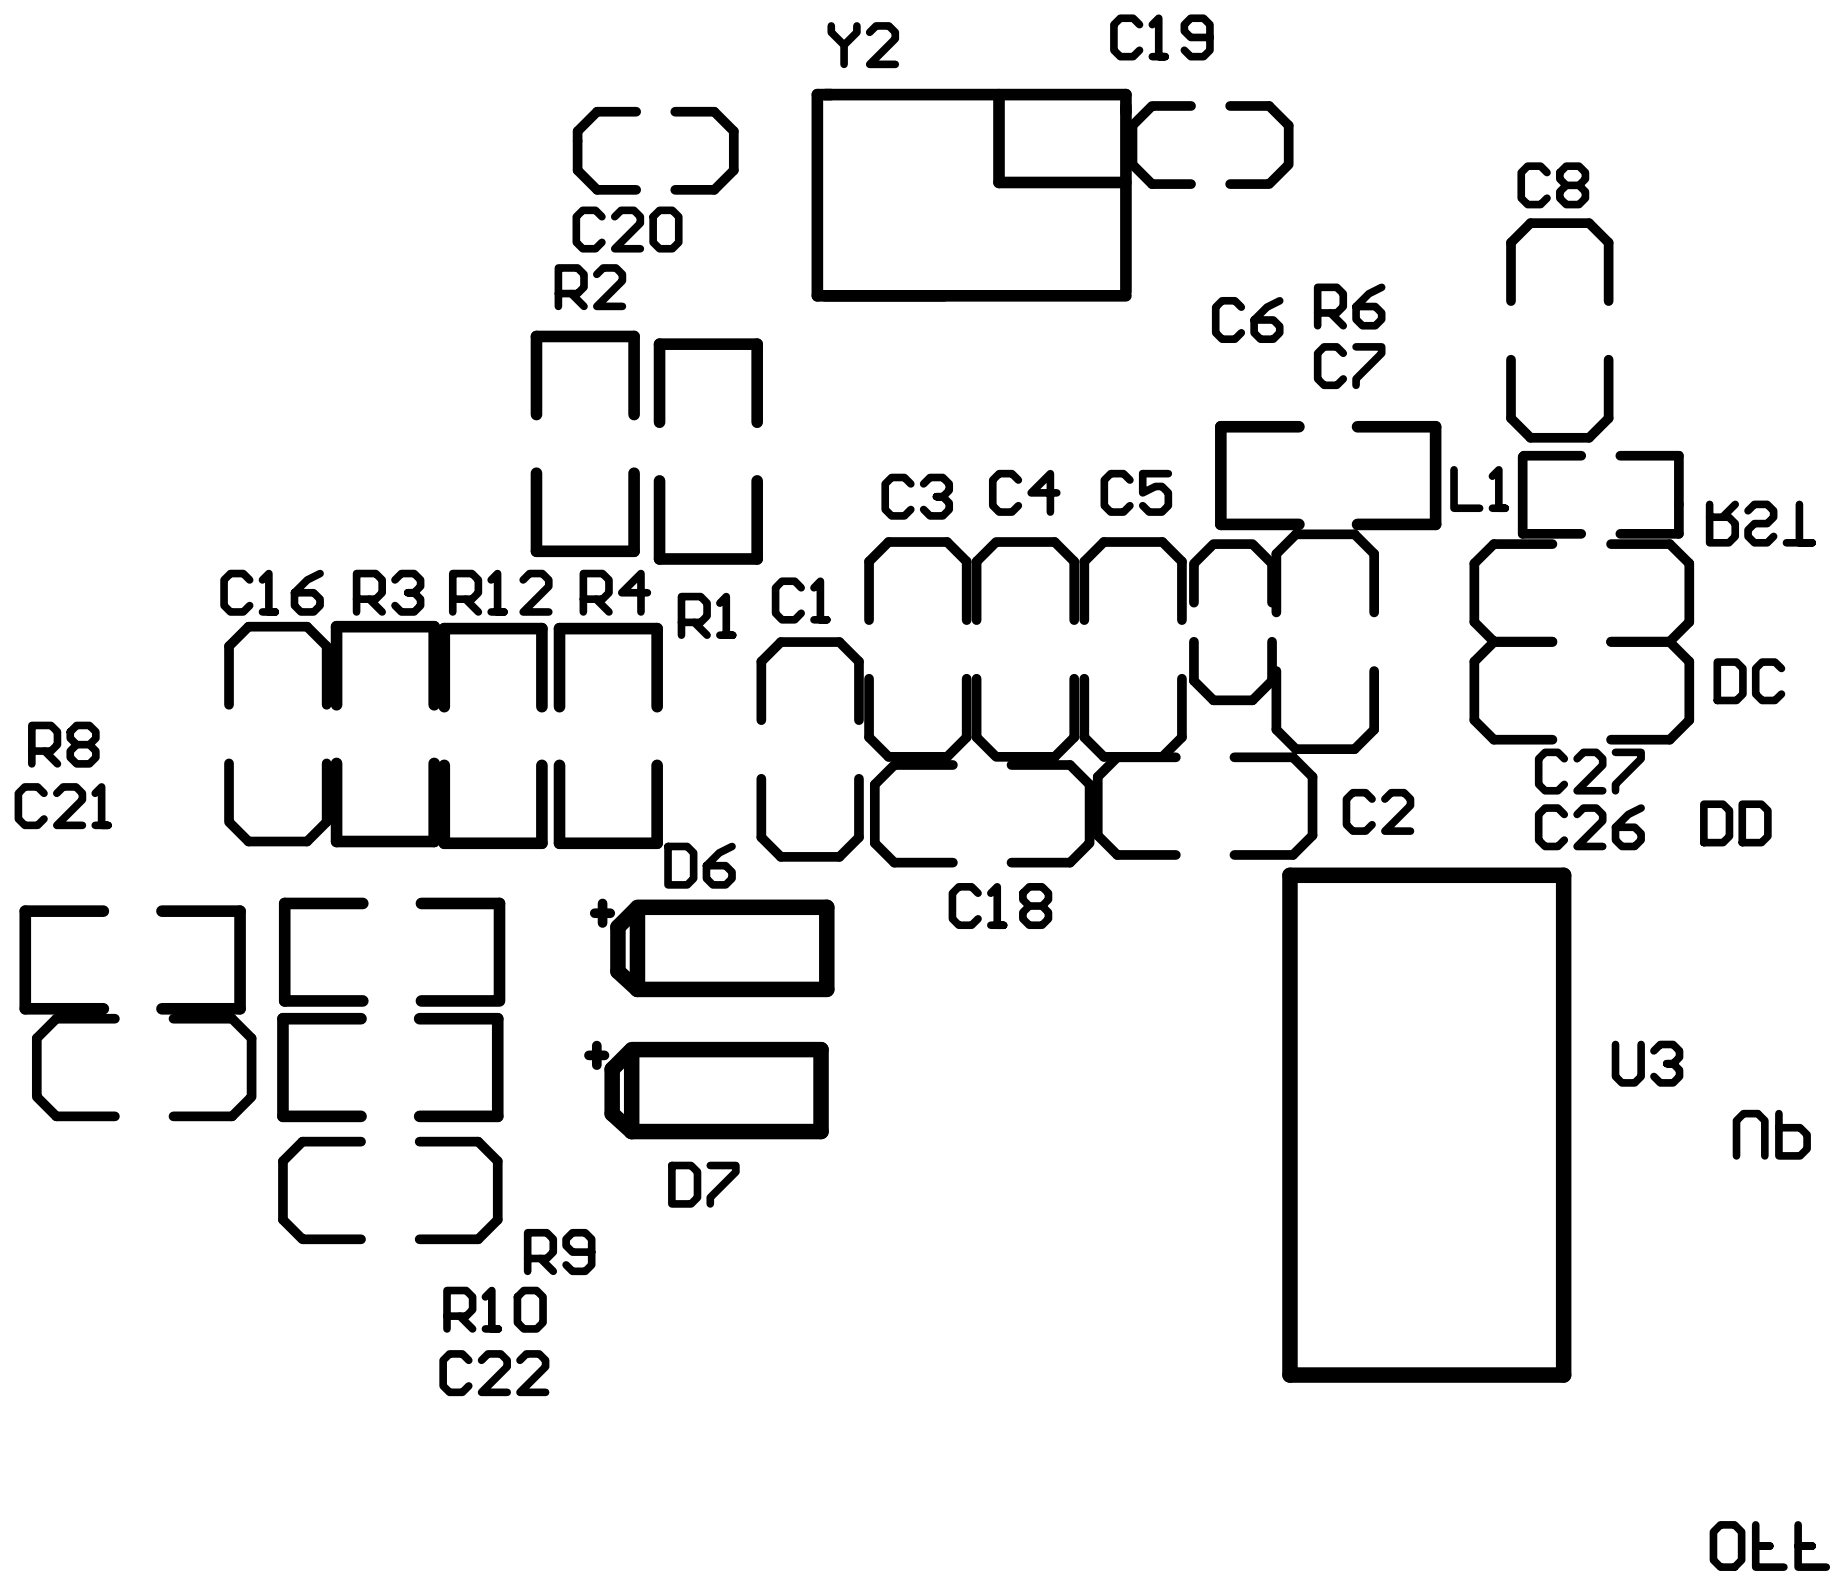 Y2
C19
C8
C20
R2
C6
R6
C7
C3
C4
C5
L1
RST
C16
R3
R12
R4
R1
C1
DC
R8
C21
C27
C26
DD
C2
D6
+
C18
+
U3
UP
D7
R9
R10
C22
OFF